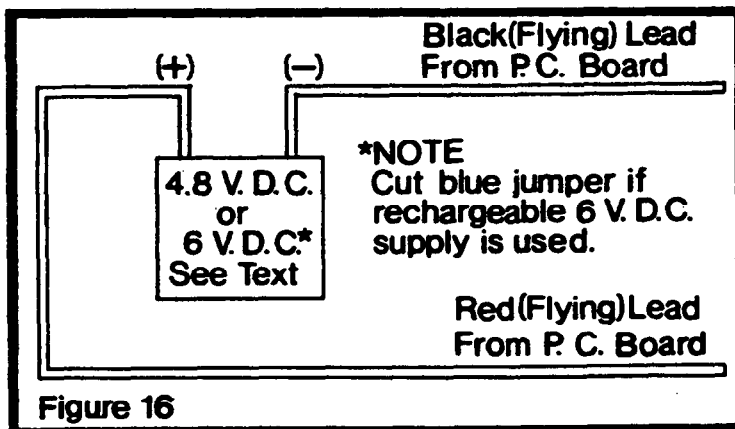 Black(Flying) Lead
From P.C. Board
(+)
(−)
4.8 V. D. C.
or
6 V. D. C.*
See Text
*NOTE
Cut blue jumper if
rechargeable 6 V. D.C.
supply is used.
Red(Flying) Lead
From P. C. Board
Figure 16